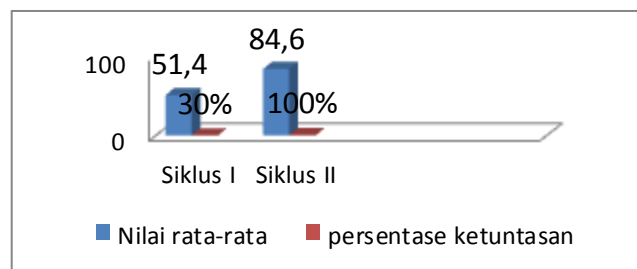 84,6
100 51,4
30% 100%
0
Siklus I Siklus II
Nilai rata-rata persentase ketuntasan